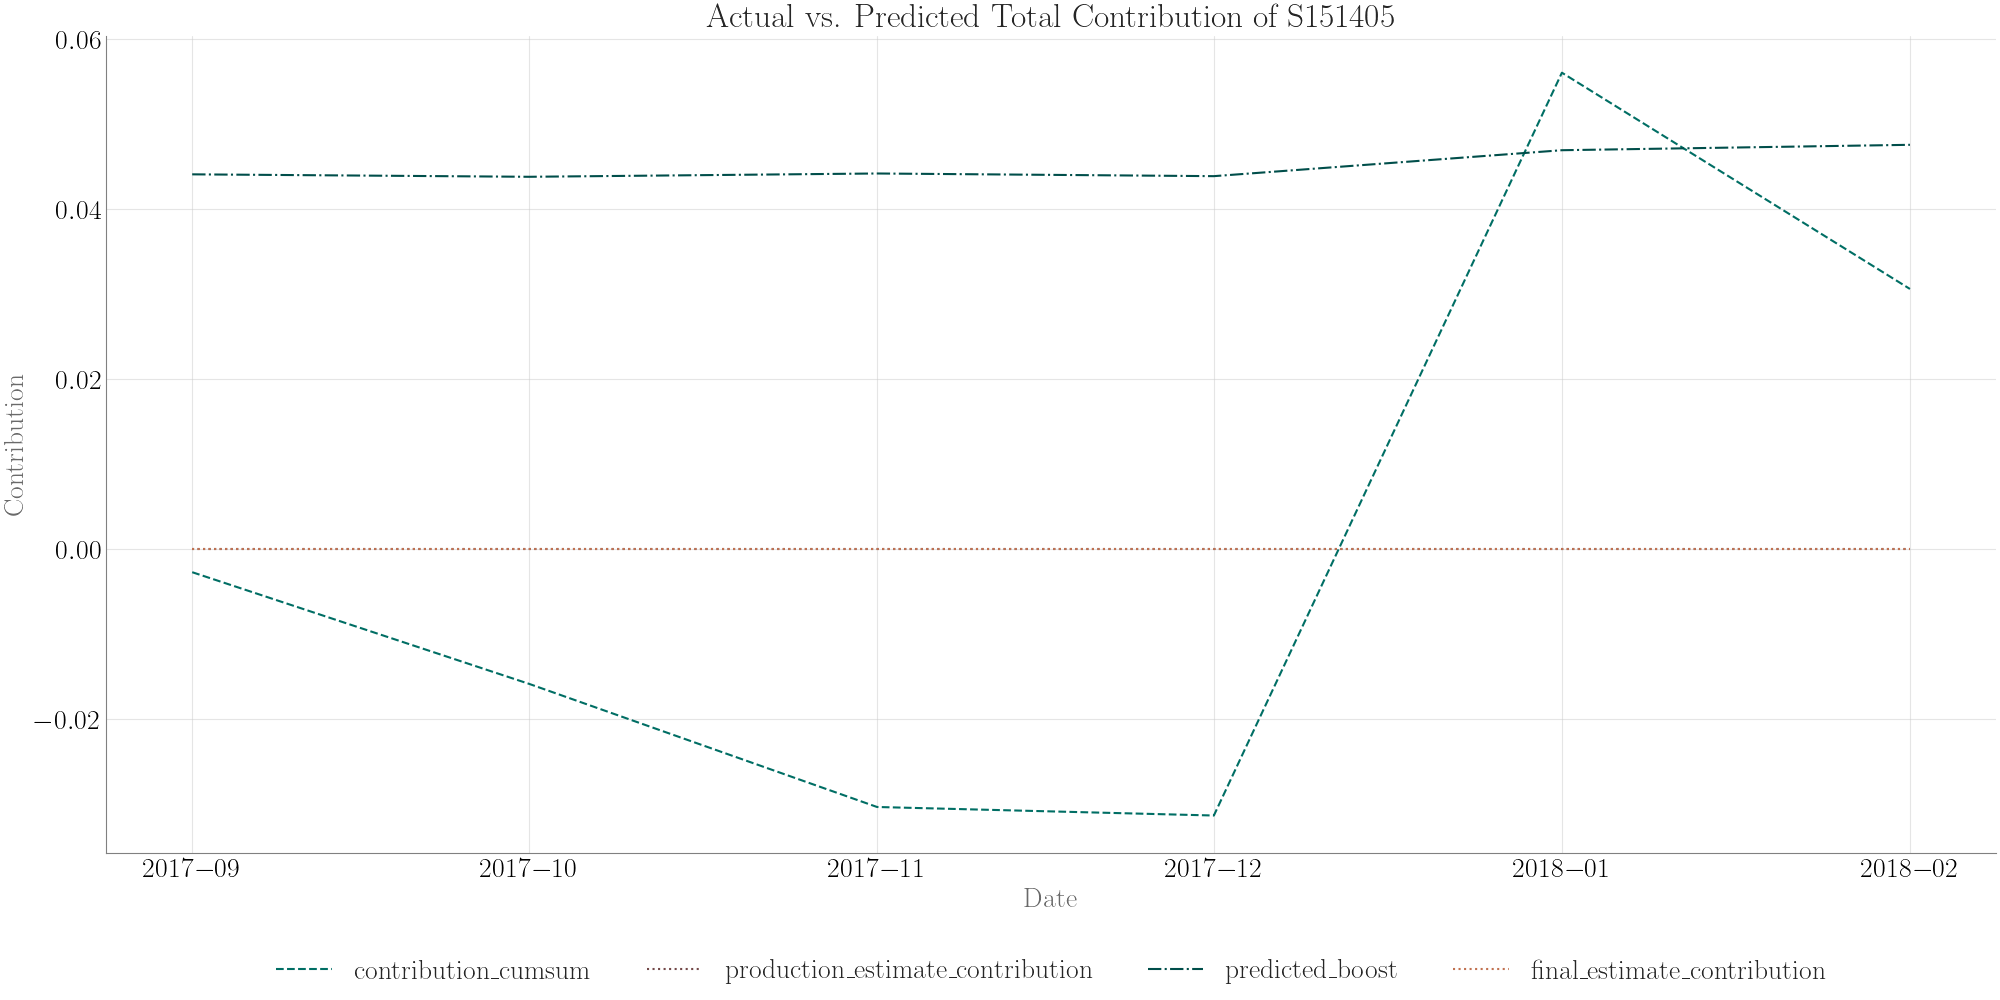 Actual vs. Predicted Total Contribution of S151405
0.06
0.04
0.02
0.00
−0.02
Contribution
2017−09 2017−10 2017−11 2017−12 2018−01 2018−02
Date
contribution_cumsum production_estimate_contribution predicted_boost final_estimate_contribution